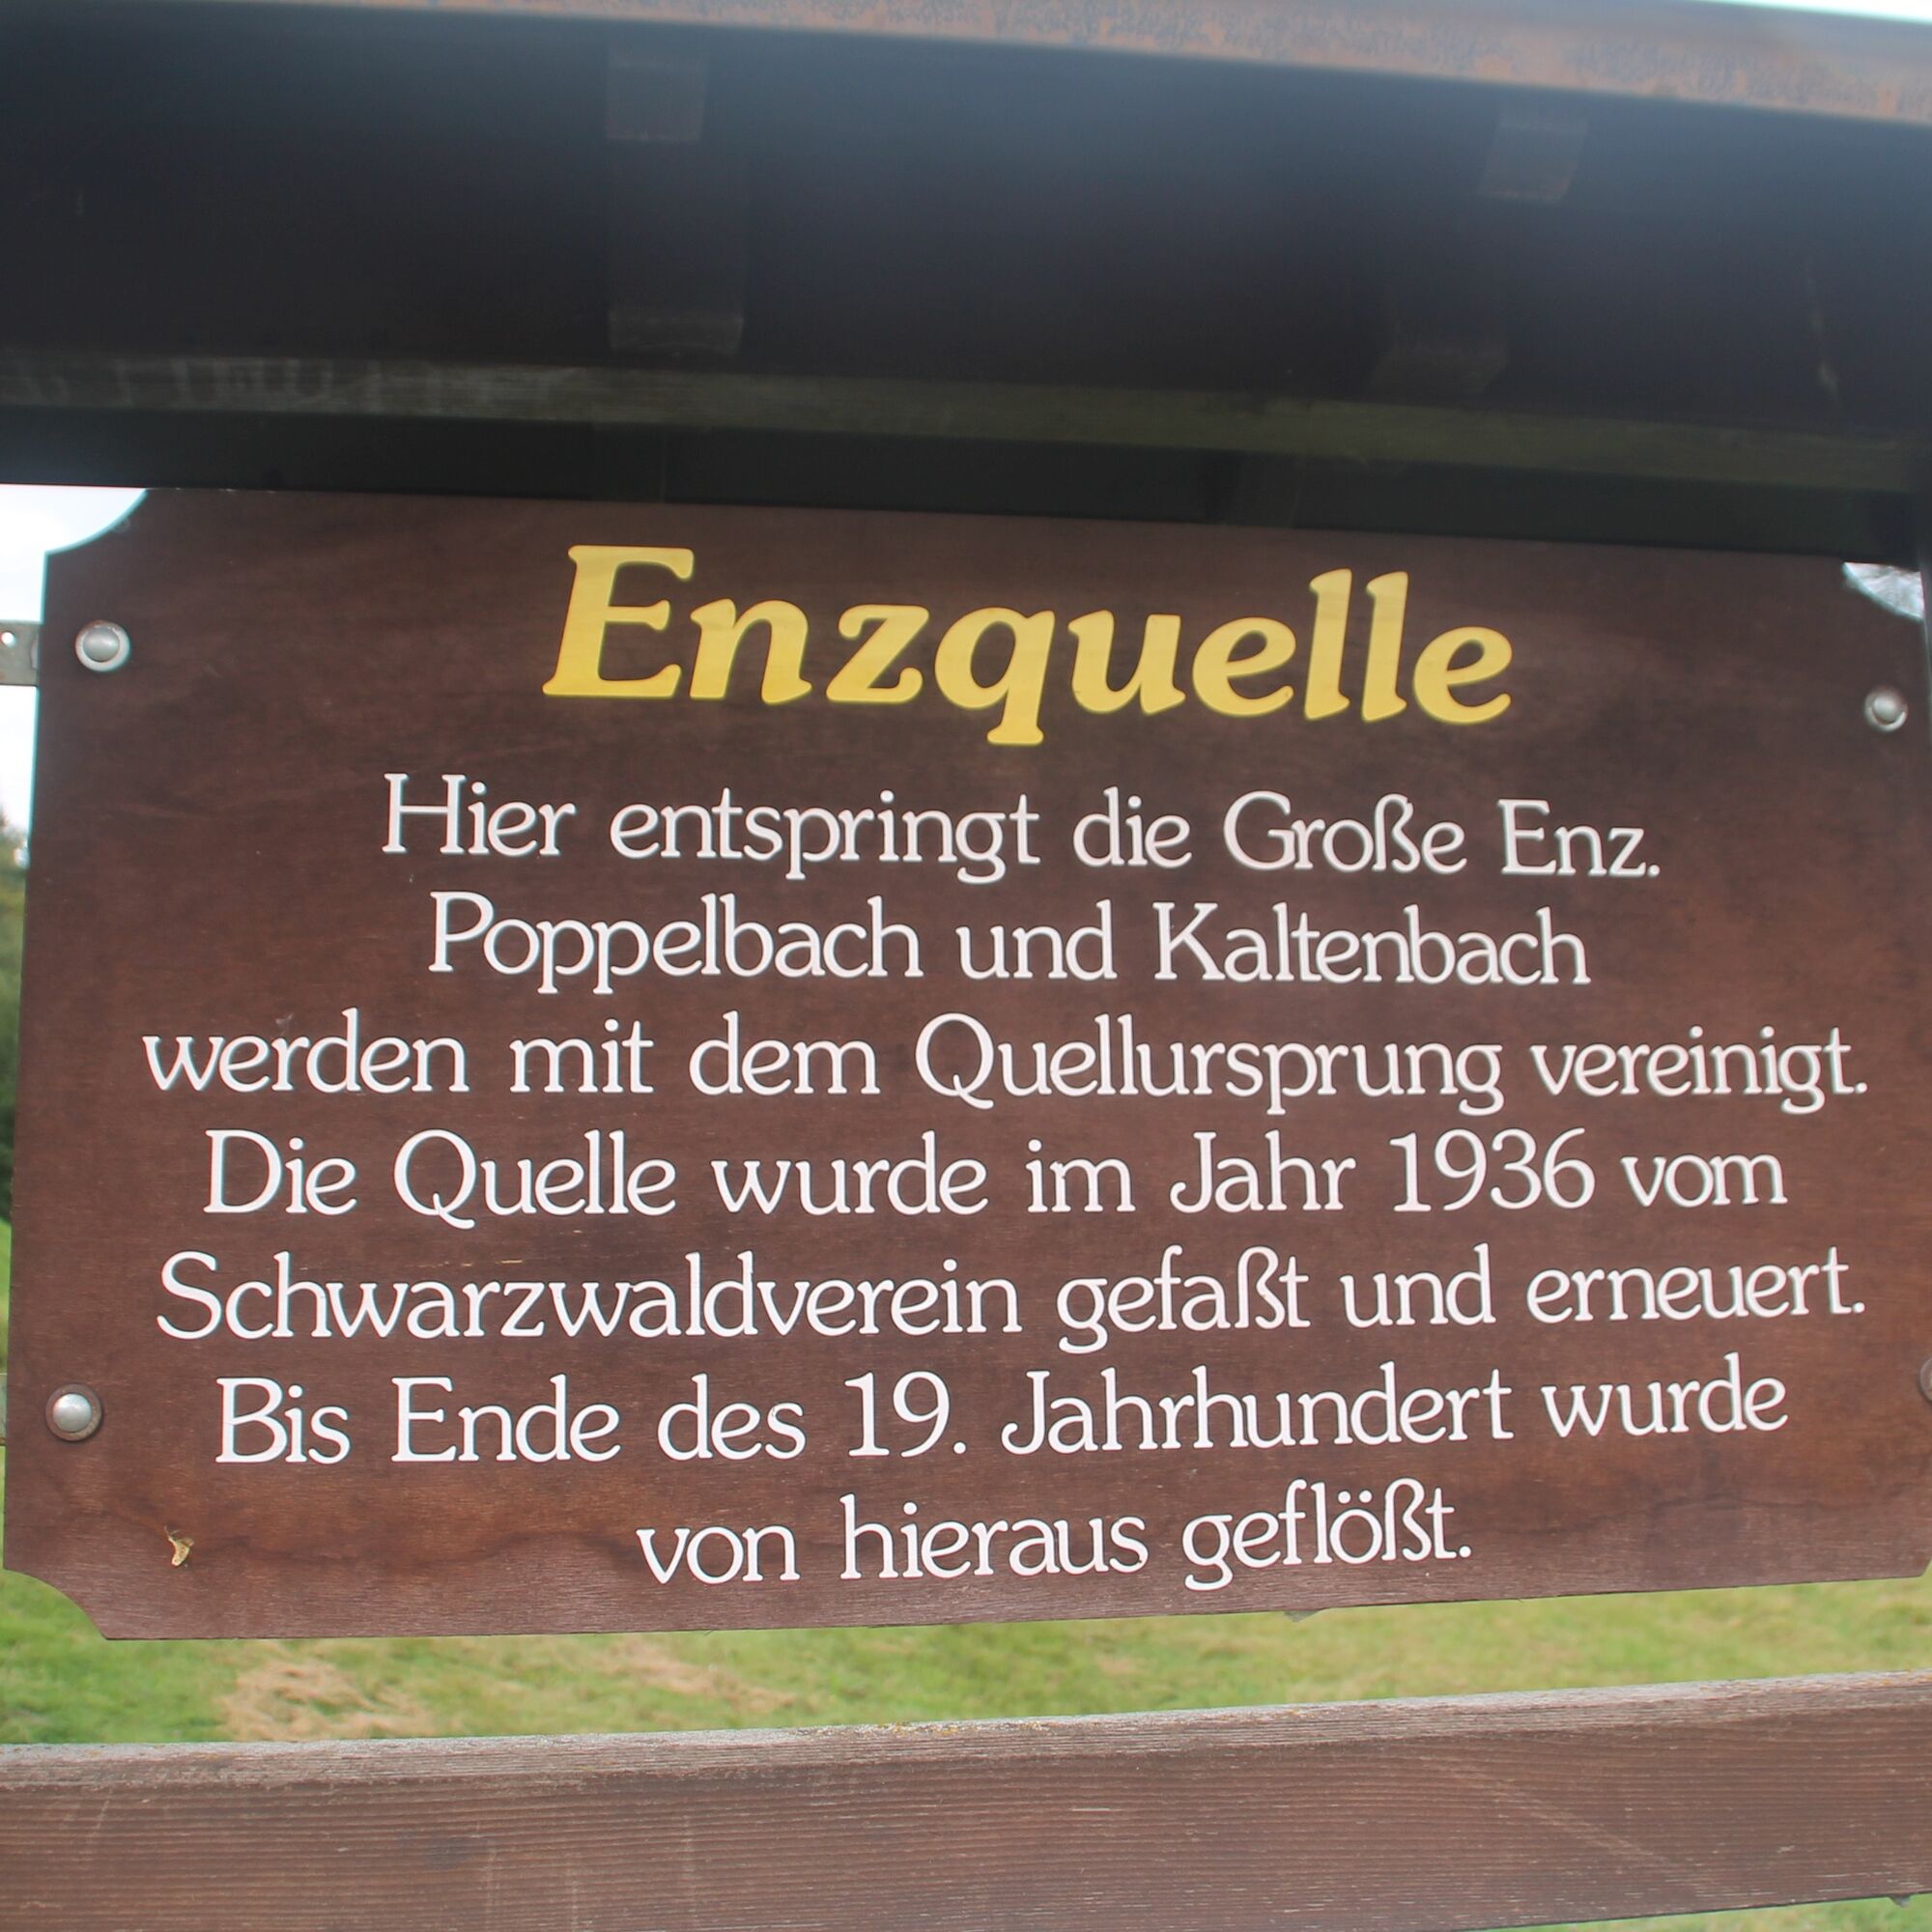 Enzquelle
Hier entspringt die Große Enz.
Poppelbach und Kaltenbach
werden mit dem Quellursprung vereinigt.
Die Quelle wurde im Jahr 1936 vom
Schwarzwaldverein gefaßt und erneuert.
Bis Ende des 19. Jahrhundert wurde
von hieraus geflößt.